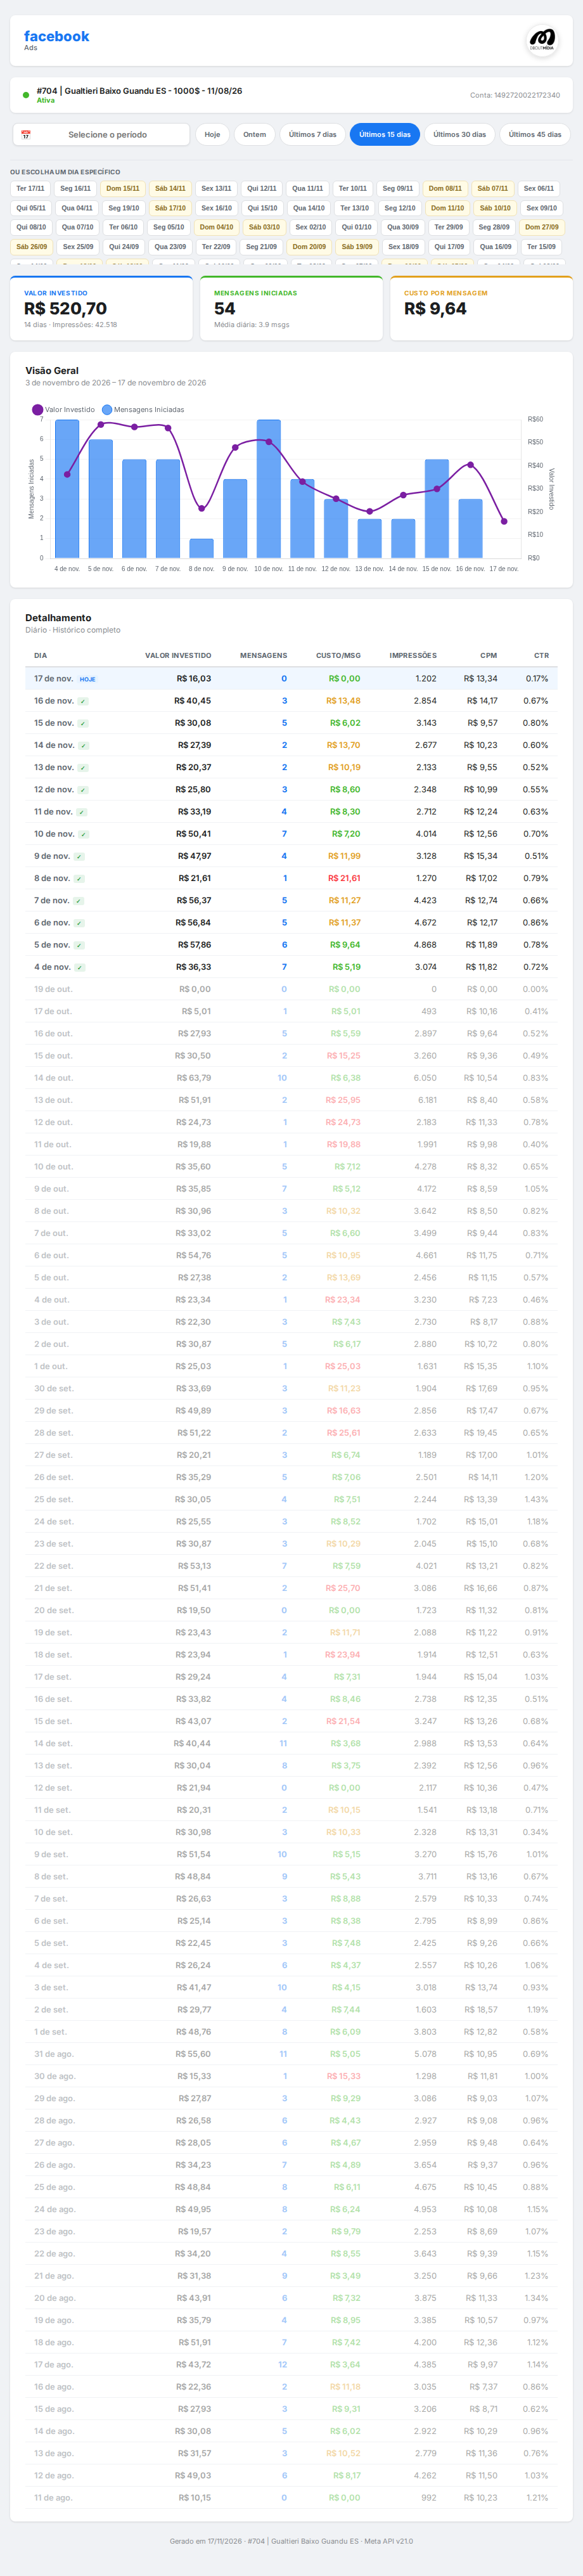 facebook
Ads
#704 | Gualtieri Baixo Guandu ES - 1000$ - 11/08/26
Ativa
Conta: 1492720022172340
Selecione o período
Hoje
Ontem
Últimos 7 dias
Últimos 15 dias
Últimos 30 dias
Últimos 45 dias
OU ESCOLHA UM DIA ESPECÍFICO
Ter 17/11 Seg 16/11 Dom 15/11 Sáb 14/11 Sex 13/11 Qui 12/11 Qua 11/11 Ter 10/11 Seg 09/11 Dom 08/11 Sáb 07/11 Sex 06/11
Qui 05/11 Qua 04/11 Seg 19/10 Sáb 17/10 Sex 16/10 Qui 15/10 Qua 14/10 Ter 13/10 Seg 12/10 Dom 11/10 Sáb 10/10 Sex 09/10
Qui 08/10 Qua 07/10 Ter 06/10 Seg 05/10 Dom 04/10 Sáb 03/10 Sex 02/10 Qui 01/10 Qua 30/09 Ter 29/09 Seg 28/09 Dom 27/09
Sáb 26/09 Sex 25/09 Qui 24/09 Qua 23/09 Ter 22/09 Seg 21/09 Dom 20/09 Sáb 19/09 Sex 18/09 Qui 17/09 Qua 16/09 Ter 15/09
VALOR INVESTIDO
R$ 520,70
14 dias · Impressões: 42.518
MENSAGENS INICIADAS
54
Média diária: 3.9 msgs
CUSTO POR MENSAGEM
R$ 9,64
Visão Geral
3 de novembro de 2026 – 17 de novembro de 2026
Valor Investido Mensagens Iniciadas
Mensagens Iniciadas
7
6
5
4
3
2
1
0
R$60
R$50
R$40
R$30
R$20
R$10
R$0
Valor Investido
4 de nov. 5 de nov. 6 de nov. 7 de nov. 8 de nov. 9 de nov. 10 de nov. 11 de nov. 12 de nov. 13 de nov. 14 de nov. 15 de nov. 16 de nov. 17 de nov.
Detalhamento
Diário · Histórico completo
DIA VALOR INVESTIDO MENSAGENS CUSTO/MSG IMPRESSÕES CPM CTR
17 de nov. HOJE R$ 16,03 0 R$ 0,00 1.202 R$ 13,34 0.17%
16 de nov. ✓ R$ 40,45 3 R$ 13,48 2.854 R$ 14,17 0.67%
15 de nov. ✓ R$ 30,08 5 R$ 6,02 3.143 R$ 9,57 0.80%
14 de nov. ✓ R$ 27,39 2 R$ 13,70 2.677 R$ 10,23 0.60%
13 de nov. ✓ R$ 20,37 2 R$ 10,19 2.133 R$ 9,55 0.52%
12 de nov. ✓ R$ 25,80 3 R$ 8,60 2.348 R$ 10,99 0.55%
11 de nov. ✓ R$ 33,19 4 R$ 8,30 2.712 R$ 12,24 0.63%
10 de nov. ✓ R$ 50,41 7 R$ 7,20 4.014 R$ 12,56 0.70%
9 de nov. ✓ R$ 47,97 4 R$ 11,99 3.128 R$ 15,34 0.51%
8 de nov. ✓ R$ 21,61 1 R$ 21,61 1.270 R$ 17,02 0.79%
7 de nov. ✓ R$ 56,37 5 R$ 11,27 4.423 R$ 12,74 0.66%
6 de nov. ✓ R$ 56,84 5 R$ 11,37 4.672 R$ 12,17 0.86%
5 de nov. ✓ R$ 57,86 6 R$ 9,64 4.868 R$ 11,89 0.78%
4 de nov. ✓ R$ 36,33 7 R$ 5,19 3.074 R$ 11,82 0.72%
19 de out. R$ 0,00 0 R$ 0,00 0 R$ 0,00 0.00%
17 de out. R$ 5,01 1 R$ 5,01 493 R$ 10,16 0.41%
16 de out. R$ 27,93 5 R$ 5,59 2.897 R$ 9,64 0.52%
15 de out. R$ 30,50 2 R$ 15,25 3.260 R$ 9,36 0.49%
14 de out. R$ 63,79 10 R$ 6,38 6.050 R$ 10,54 0.83%
13 de out. R$ 51,91 2 R$ 25,95 6.181 R$ 8,40 0.58%
12 de out. R$ 24,73 1 R$ 24,73 2.183 R$ 11,33 0.78%
11 de out. R$ 19,88 1 R$ 19,88 1.991 R$ 9,98 0.40%
10 de out. R$ 35,60 5 R$ 7,12 4.278 R$ 8,32 0.65%
9 de out. R$ 35,85 7 R$ 5,12 4.172 R$ 8,59 1.05%
8 de out. R$ 30,96 3 R$ 10,32 3.642 R$ 8,50 0.82%
7 de out. R$ 33,02 5 R$ 6,60 3.499 R$ 9,44 0.83%
6 de out. R$ 54,76 5 R$ 10,95 4.661 R$ 11,75 0.71%
5 de out. R$ 27,38 2 R$ 13,69 2.456 R$ 11,15 0.57%
4 de out. R$ 23,34 1 R$ 23,34 3.230 R$ 7,23 0.46%
3 de out. R$ 22,30 3 R$ 7,43 2.730 R$ 8,17 0.88%
2 de out. R$ 30,87 5 R$ 6,17 2.880 R$ 10,72 0.80%
1 de out. R$ 25,03 1 R$ 25,03 1.631 R$ 15,35 1.10%
30 de set. R$ 33,69 3 R$ 11,23 1.904 R$ 17,69 0.95%
29 de set. R$ 49,89 3 R$ 16,63 2.856 R$ 17,47 0.67%
28 de set. R$ 51,22 2 R$ 25,61 2.633 R$ 19,45 0.65%
27 de set. R$ 20,21 3 R$ 6,74 1.189 R$ 17,00 1.01%
26 de set. R$ 35,29 5 R$ 7,06 2.501 R$ 14,11 1.20%
25 de set. R$ 30,05 4 R$ 7,51 2.244 R$ 13,39 1.43%
24 de set. R$ 25,55 3 R$ 8,52 1.702 R$ 15,01 1.18%
23 de set. R$ 30,87 3 R$ 10,29 2.045 R$ 15,10 0.68%
22 de set. R$ 53,13 7 R$ 7,59 4.021 R$ 13,21 0.82%
21 de set. R$ 51,41 2 R$ 25,70 3.086 R$ 16,66 0.87%
20 de set. R$ 19,50 0 R$ 0,00 1.723 R$ 11,32 0.81%
19 de set. R$ 23,43 2 R$ 11,71 2.088 R$ 11,22 0.91%
18 de set. R$ 23,94 1 R$ 23,94 1.914 R$ 12,51 0.63%
17 de set. R$ 29,24 4 R$ 7,31 1.944 R$ 15,04 1.03%
16 de set. R$ 33,82 4 R$ 8,46 2.738 R$ 12,35 0.51%
15 de set. R$ 43,07 2 R$ 21,54 3.247 R$ 13,26 0.68%
14 de set. R$ 40,44 11 R$ 3,68 2.988 R$ 13,53 0.64%
13 de set. R$ 30,04 8 R$ 3,75 2.392 R$ 12,56 0.96%
12 de set. R$ 21,94 0 R$ 0,00 2.117 R$ 10,36 0.47%
11 de set. R$ 20,31 2 R$ 10,15 1.541 R$ 13,18 0.71%
10 de set. R$ 30,98 3 R$ 10,33 2.328 R$ 13,31 0.34%
9 de set. R$ 51,54 10 R$ 5,15 3.270 R$ 15,76 1.01%
8 de set. R$ 48,84 9 R$ 5,43 3.711 R$ 13,16 0.67%
7 de set. R$ 26,63 3 R$ 8,88 2.579 R$ 10,33 0.74%
6 de set. R$ 25,14 3 R$ 8,38 2.795 R$ 8,99 0.86%
5 de set. R$ 22,45 3 R$ 7,48 2.425 R$ 9,26 0.66%
4 de set. R$ 26,24 6 R$ 4,37 2.557 R$ 10,26 1.06%
3 de set. R$ 41,47 10 R$ 4,15 3.018 R$ 13,74 0.93%
2 de set. R$ 29,77 4 R$ 7,44 1.603 R$ 18,57 1.19%
1 de set. R$ 48,76 8 R$ 6,09 3.803 R$ 12,82 0.58%
31 de ago. R$ 55,60 11 R$ 5,05 5.078 R$ 10,95 0.69%
30 de ago. R$ 15,33 1 R$ 15,33 1.298 R$ 11,81 1.00%
29 de ago. R$ 27,87 3 R$ 9,29 3.086 R$ 9,03 1.07%
28 de ago. R$ 26,58 6 R$ 4,43 2.927 R$ 9,08 0.96%
27 de ago. R$ 28,05 6 R$ 4,67 2.959 R$ 9,48 0.64%
26 de ago. R$ 34,23 7 R$ 4,89 3.654 R$ 9,37 0.96%
25 de ago. R$ 48,84 8 R$ 6,11 4.675 R$ 10,45 0.88%
24 de ago. R$ 49,95 8 R$ 6,24 4.953 R$ 10,08 1.15%
23 de ago. R$ 19,57 2 R$ 9,79 2.253 R$ 8,69 1.07%
22 de ago. R$ 34,20 4 R$ 8,55 3.643 R$ 9,39 1.15%
21 de ago. R$ 31,38 9 R$ 3,49 3.250 R$ 9,66 1.23%
20 de ago. R$ 43,91 6 R$ 7,32 3.875 R$ 11,33 1.34%
19 de ago. R$ 35,79 4 R$ 8,95 3.385 R$ 10,57 0.97%
18 de ago. R$ 51,91 7 R$ 7,42 4.200 R$ 12,36 1.12%
17 de ago. R$ 43,72 12 R$ 3,64 4.385 R$ 9,97 1.14%
16 de ago. R$ 22,36 2 R$ 11,18 3.035 R$ 7,37 0.86%
15 de ago. R$ 27,93 3 R$ 9,31 3.206 R$ 8,71 0.62%
14 de ago. R$ 30,08 5 R$ 6,02 2.922 R$ 10,29 0.96%
13 de ago. R$ 31,57 3 R$ 10,52 2.779 R$ 11,36 0.76%
12 de ago. R$ 49,03 6 R$ 8,17 4.262 R$ 11,50 1.03%
11 de ago. R$ 10,15 0 R$ 0,00 992 R$ 10,23 1.21%
Gerado em 17/11/2026 · #704 | Gualtieri Baixo Guandu ES · Meta API v21.0